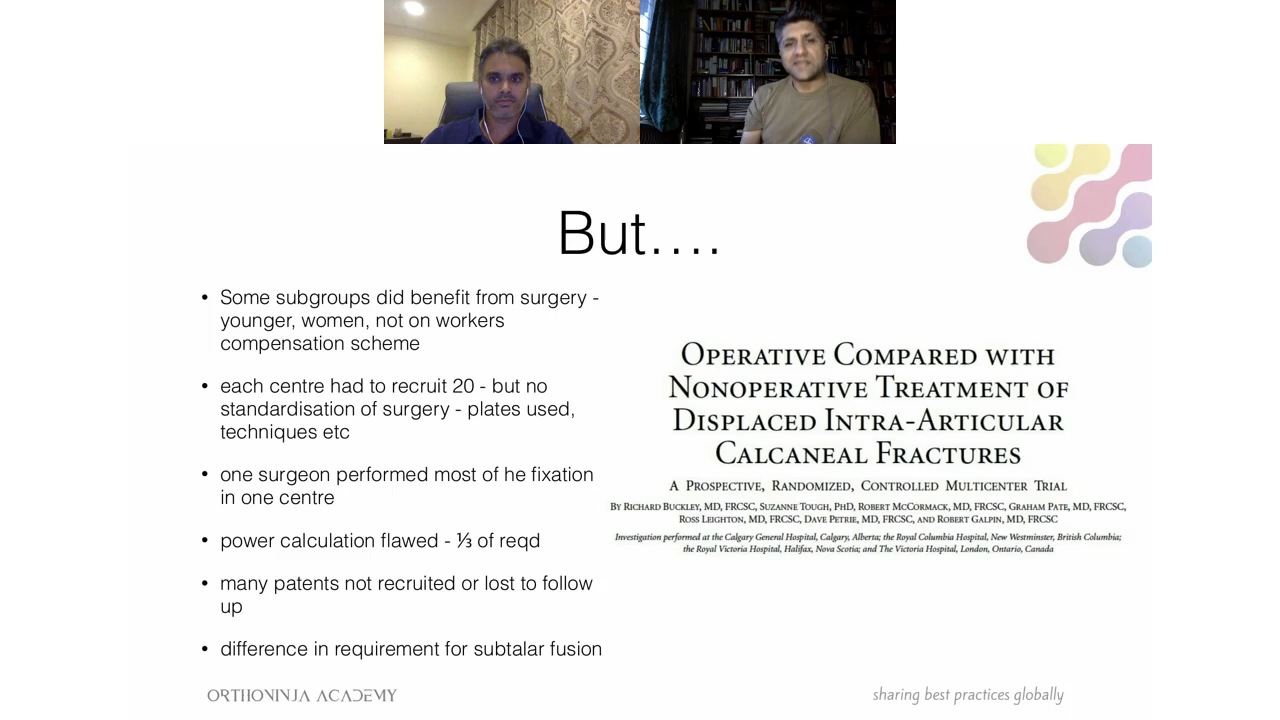 But….
• Some subgroups did benefit from surgery -
younger, women, not on workers
compensation scheme
• each centre had to recruit 20 - but no
standardisation of surgery - plates used,
techniques etc
• one surgeon performed most of he fixation
in one centre
• power calculation flawed - ⅓ of reqd
• many patents not recruited or lost to follow
up
• difference in requirement for subtalar fusion
OPERATIVE COMPARED WITH
NONOPERATIVE TREATMENT OF
DISPLACED INTRA-ARTICULAR
CALCANEAL FRACTURES
A PROSPECTIVE, RANDOMIZED, CONTROLLED MULTICENTER TRIAL
BY RICHARD BUCKLEY, MD, FRCSC, SUZANNE TOUGH, PHD, ROBERT MCCORMACK, MD, FRCSC, GRAHAM PATE, MD, FRCSC,
ROSS LEIGHTON, MD, FRCSC, DAVE PETRIE, MD, FRCSC, AND ROBERT GALPIN, MD, FRCSC
Investigation performed at the Calgary General Hospital, Calgary, Alberta; the Royal Columbia Hospital, New Westminster, British Columbia;
the Royal Victoria Hospital, Halifax, Nova Scotia; and The Victoria Hospital, London, Ontario, Canada
ORTHONINJA ACADEMY
sharing best practices globally